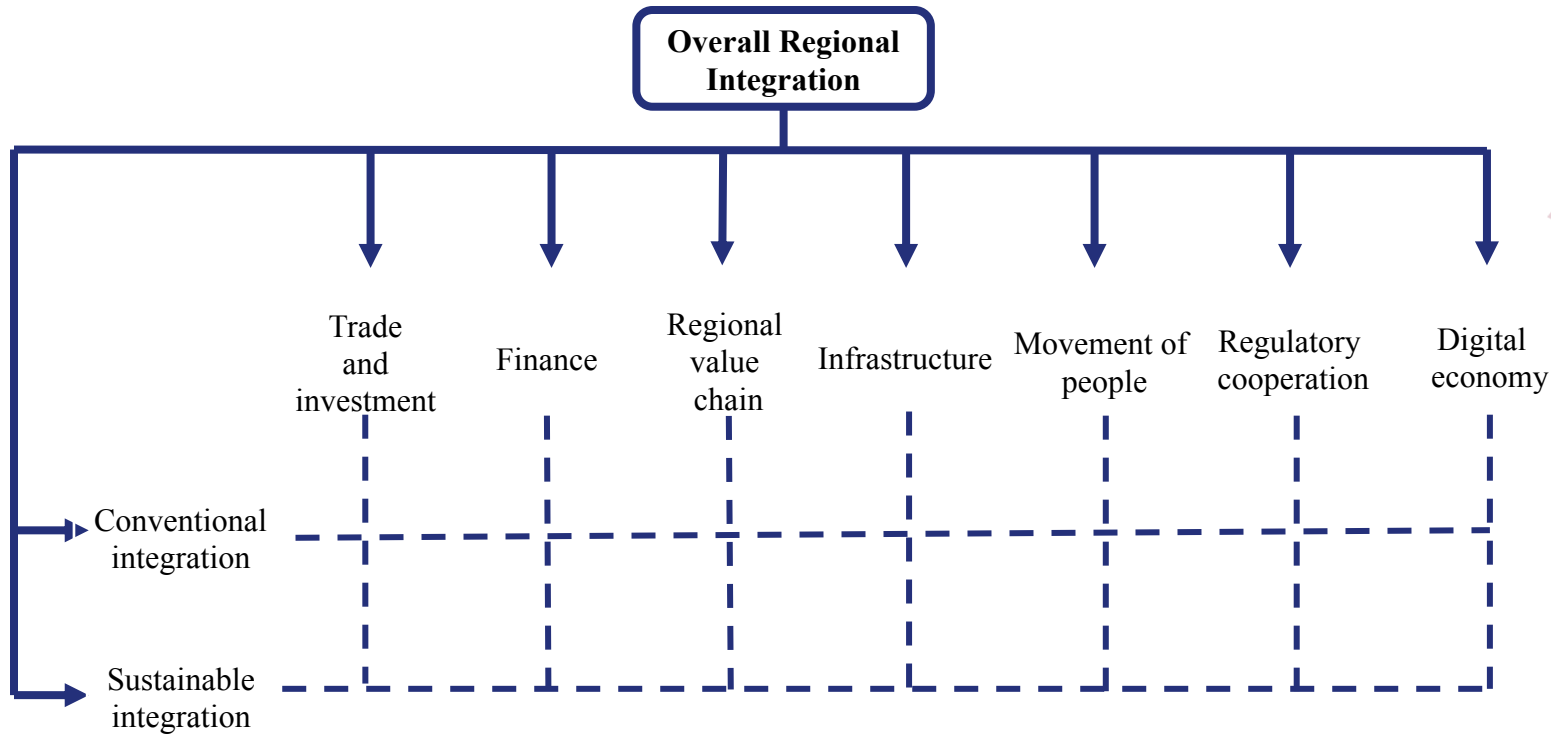 Overall Regional
Integration
Trade
and
investment
Finance
Regional
value
chain
Infrastructure
Movement of
people
Regulatory
cooperation
Digital
economy
Conventional
integration
Sustainable
integration